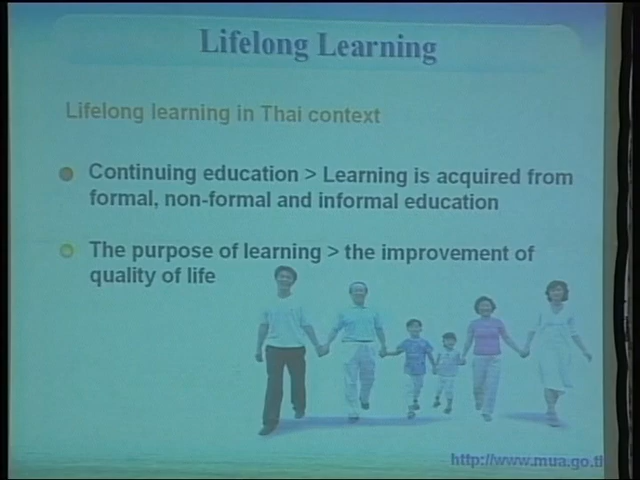 Lifelong Learning
Lifelong learning in Thai context
Continuing education > Learning is acquired from
formal, non-formal and informal education
The purpose of learning > the improvement of
quality of life
http://www.mua.go.t